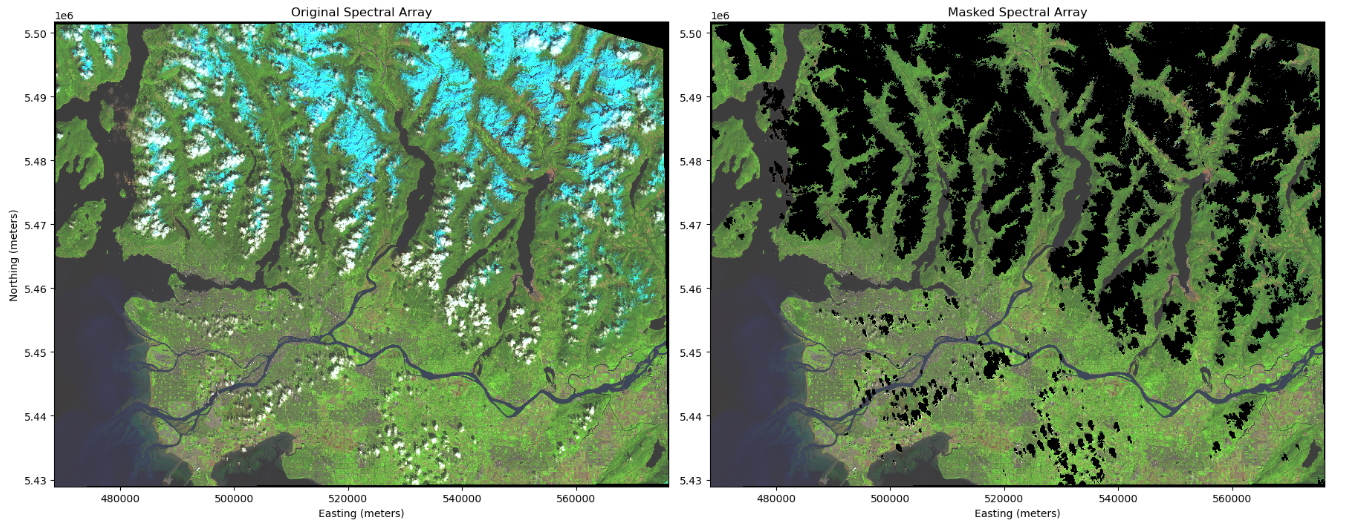 Original Spectral Array
Masked Spectral Array
1e6
1e6
5.50
5.49
5.48
5.47
5.46
5.45
5.44
5.43
Northing (meters)
5.50
5.49
5.48
5.47
5.46
5.45
5.44
5.43
480000 500000 520000 540000 560000
480000 500000 520000 540000 560000
Easting (meters)
Easting (meters)